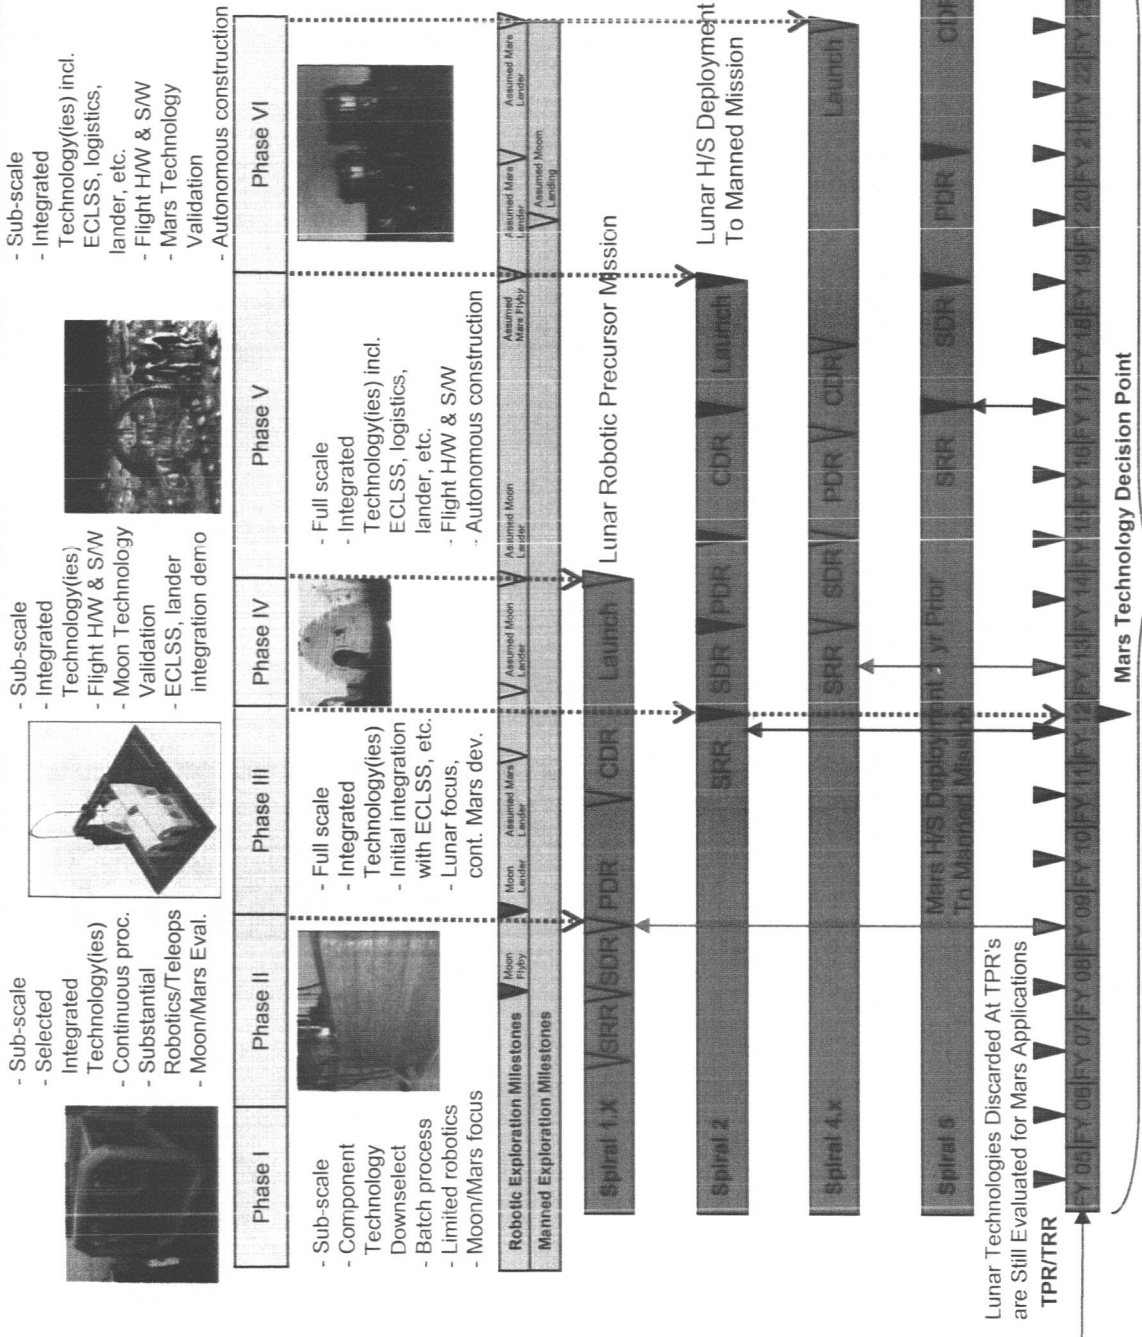 - Sub-scale
- Selected
Integrated
Technology(ies)
- Continuous proc.
- Substantial
Robotics/Teleops
- Moon/Mars Eval.
- Sub-scale
- Integrated
Technology(ies)
- Flight H/W & S/W
- Moon Technology
Validation
- ECLSS, lander
integration demo
- Sub-scale
- Integrated
Technology(ies) incl.
ECLSS, logistics,
lander, etc.
- Flight H/W & S/W
- Mars Technology
Validation
- Autonomous construction
Phase I
Phase II
Phase III
Phase IV
Phase V
Phase VI
- Sub-scale
- Component
Technology
Downselect
- Batch process
- Limited robotics
- Moon/Mars focus
- Full scale
- Integrated
Technology(ies)
- Initial integration
with ECLSS, etc.
- Lunar focus,
cont. Mars dev.
- Full scale
- Integrated
Technology(ies) incl.
ECLSS, logistics,
lander, etc.
- Flight H/W & S/W
- Autonomous construction
Robotic Exploration Milestones
Moon
Flyby
Moon
Lander
Assumed Mars
Lander
Assumed Moon
Lander
Assumed Moon
Lander
Assumed
Mars Flyby
Assumed Mars
Lander
Assumed Mars
Lander
Manned Exploration Milestones
Assumed Moon
Landing
Spiral 1.X SRR SDR PDR CDR Launch
Lunar Robotic Precursor Mission
Spiral 2 SRR SDR PDR CDR Launch
Lunar H/S Deployment
To Manned Mission
Spiral 4.x SRR SDR PDR CDR Launch
Spiral 5 SRR SDR PDR CDR
Mars H/S Deployment yr Prior
To Manned Mission
Lunar Technologies Discarded At TPR's
are Still Evaluated for Mars Applications
TPR/TRR
FY 05 FY 06 FY 07 FY 08 FY 09 FY 10 FY 11 FY 12 FY 13 FY 14 FY 15 FY 16 FY 17 FY 18 FY 19 FY 20 FY 21 FY 22 FY 23
Mars Technology Decision Point